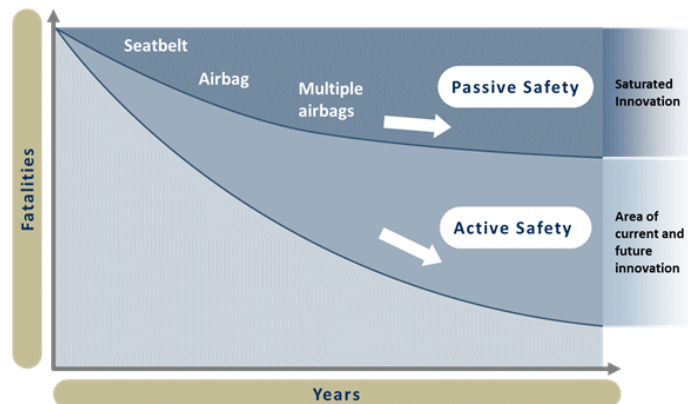 Seatbelt
Airbag
Multiple
airbags
Passive Safety
Saturated
Innovation
Fatalities
Active Safety
Area of
current and
future
innovation
Years